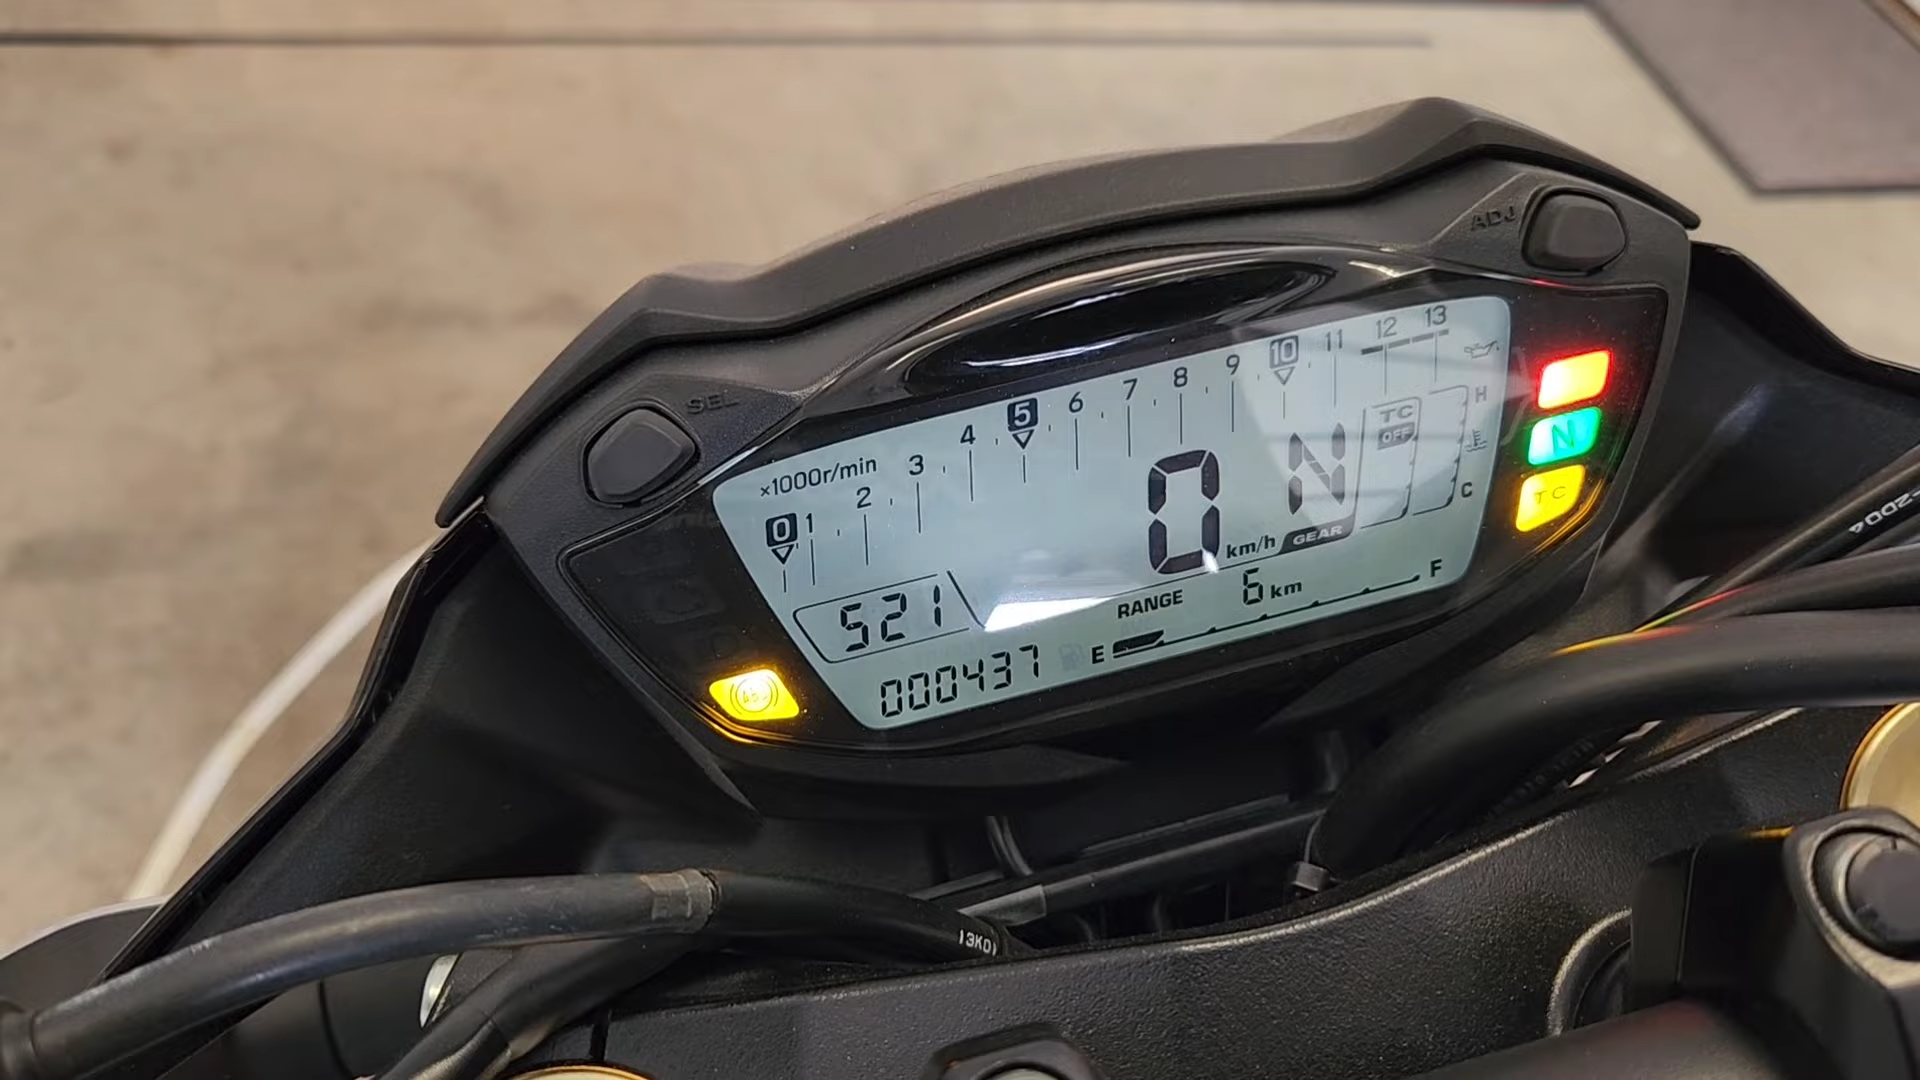 ADJ
SEL
×1000r/min
0 1 2 3 4 5 6 7 8 9 10 11 12 13
TC
OFF
H
C
N
GEAR
0 km/h
N
TC
521
RANGE 6 km
000437
E F
ABS
13K01